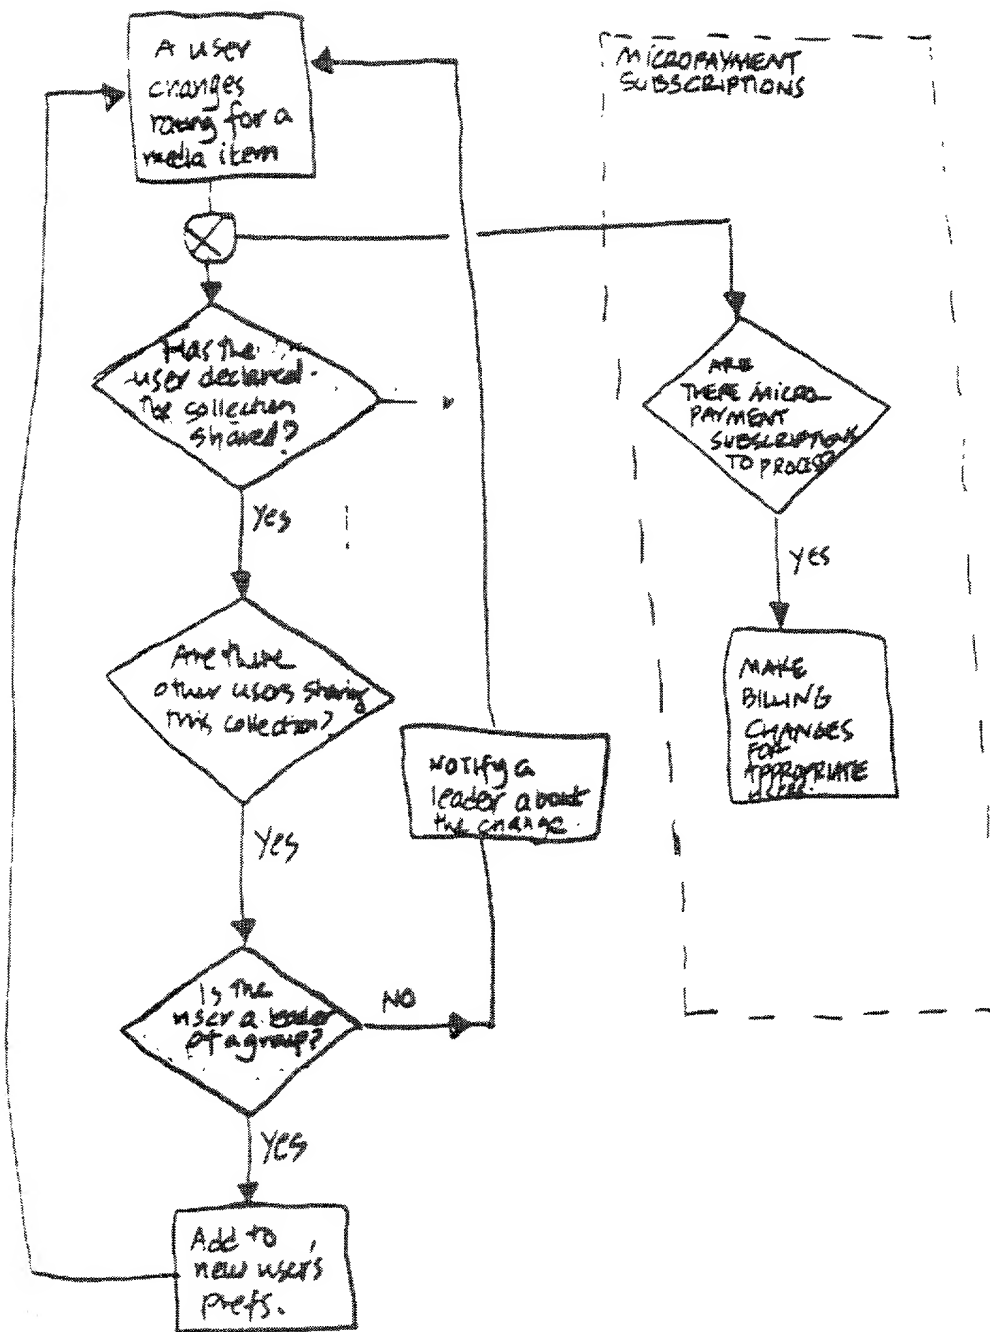 A user
changes
rating for a
media item
MICROPAYMENT
SUBSCRIPTIONS
Has the
user declared
the collection
shared?
ARE
THERE MICRO-
PAYMENT
SUBSCRIPTIONS
TO PROCESS?
Yes
YES
Are there
other users sharing
this collection?
MAKE
BILLING
CHANGES
FOR
APPROPRIATE
NOTIFY a
leader about
the change.
Yes
Is the
user a leader
of a group?
NO
Yes
Add to
new users
prefs.